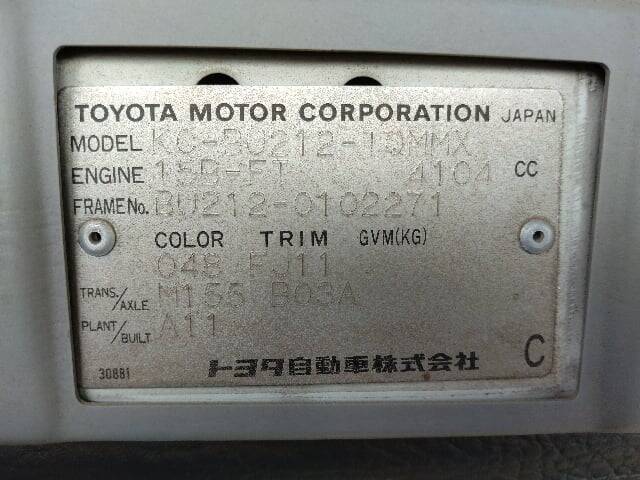 TOYOTA MOTOR CORPORATION JAPAN
MODEL KC-BU212-TQMMX
ENGINE 15B-FT 4104 CC
FRAME No. BU212-0102271
COLOR TRIM GVM(KG)
048 FJ11
TRANS./AXLE M155 B03A
PLANT/BUILT A11
30881 トヨタ自動車株式会社 C